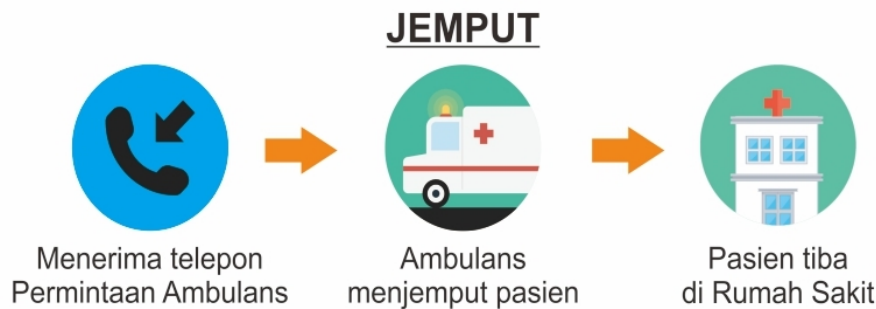 JEMPUT
Menerima telepon
Permintaan Ambulans
Ambulans
menjemput pasien
Pasien tiba
di Rumah Sakit